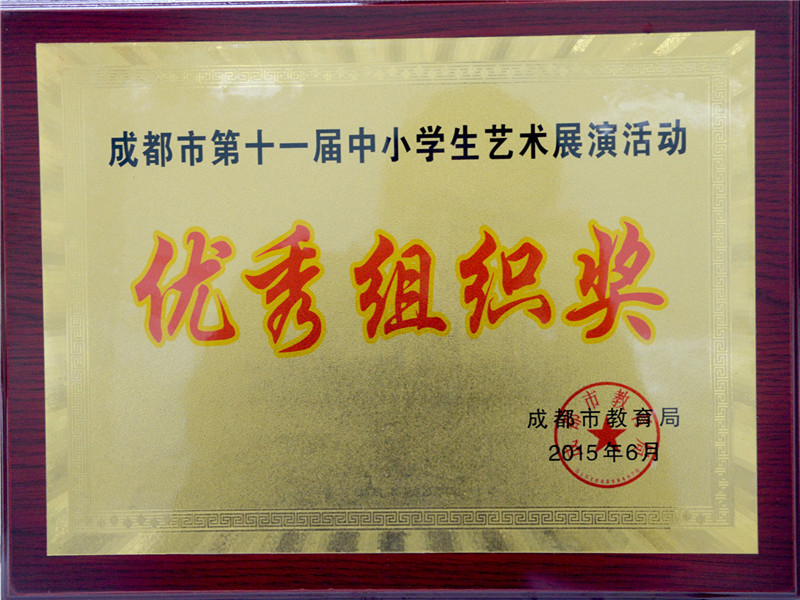 成都市第十一届中小学生艺术展演活动
优秀组织奖
成都市教育局
2015年6月